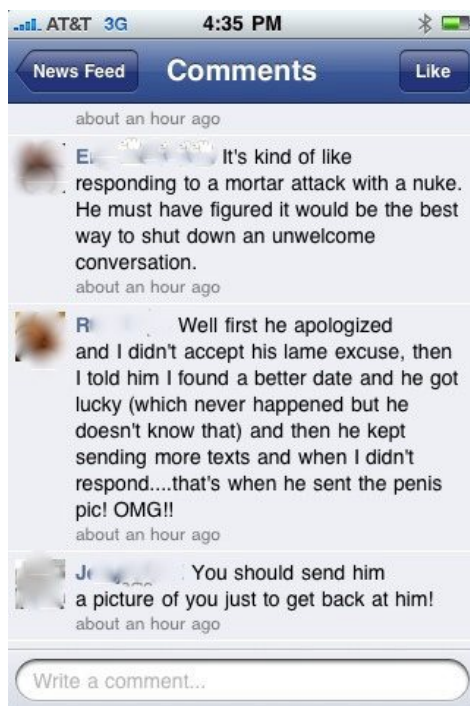 AT&T 3G 4:35 PM
News Feed Comments Like
about an hour ago
It's kind of like
responding to a mortar attack with a nuke.
He must have figured it would be the best
way to shut down an unwelcome
conversation.
about an hour ago
Well first he apologized
and I didn't accept his lame excuse, then
I told him I found a better date and he got
lucky (which never happened but he
doesn't know that) and then he kept
sending more texts and when I didn't
respond....that's when he sent the penis
pic! OMG!!
about an hour ago
You should send him
a picture of you just to get back at him!
about an hour ago
Write a comment...